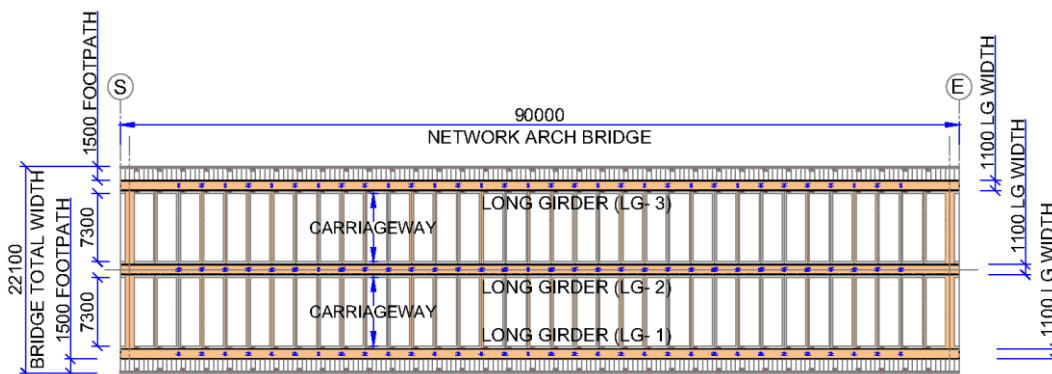 S
E
90000
NETWORK ARCH BRIDGE
1500 FOOTPATH
1100 LG WIDTH
1100 LG WIDTH
1100 LG WIDTH
LONG GIRDER (LG- 3)
CARRIAGEWAY
7300
22100
BRIDGE TOTAL WIDTH
1500 FOOTPATH
7300
LONG GIRDER (LG- 2)
CARRIAGEWAY
LONG GIRDER (LG- 1)